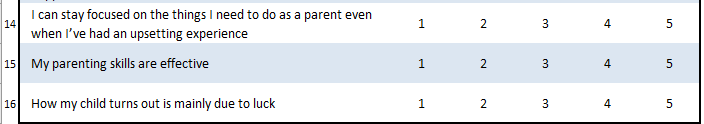 14 I can stay focused on the things I need to do as a parent even when I've had an upsetting experience 1 2 3 4 5
15 My parenting skills are effective 1 2 3 4 5
16 How my child turns out is mainly due to luck 1 2 3 4 5